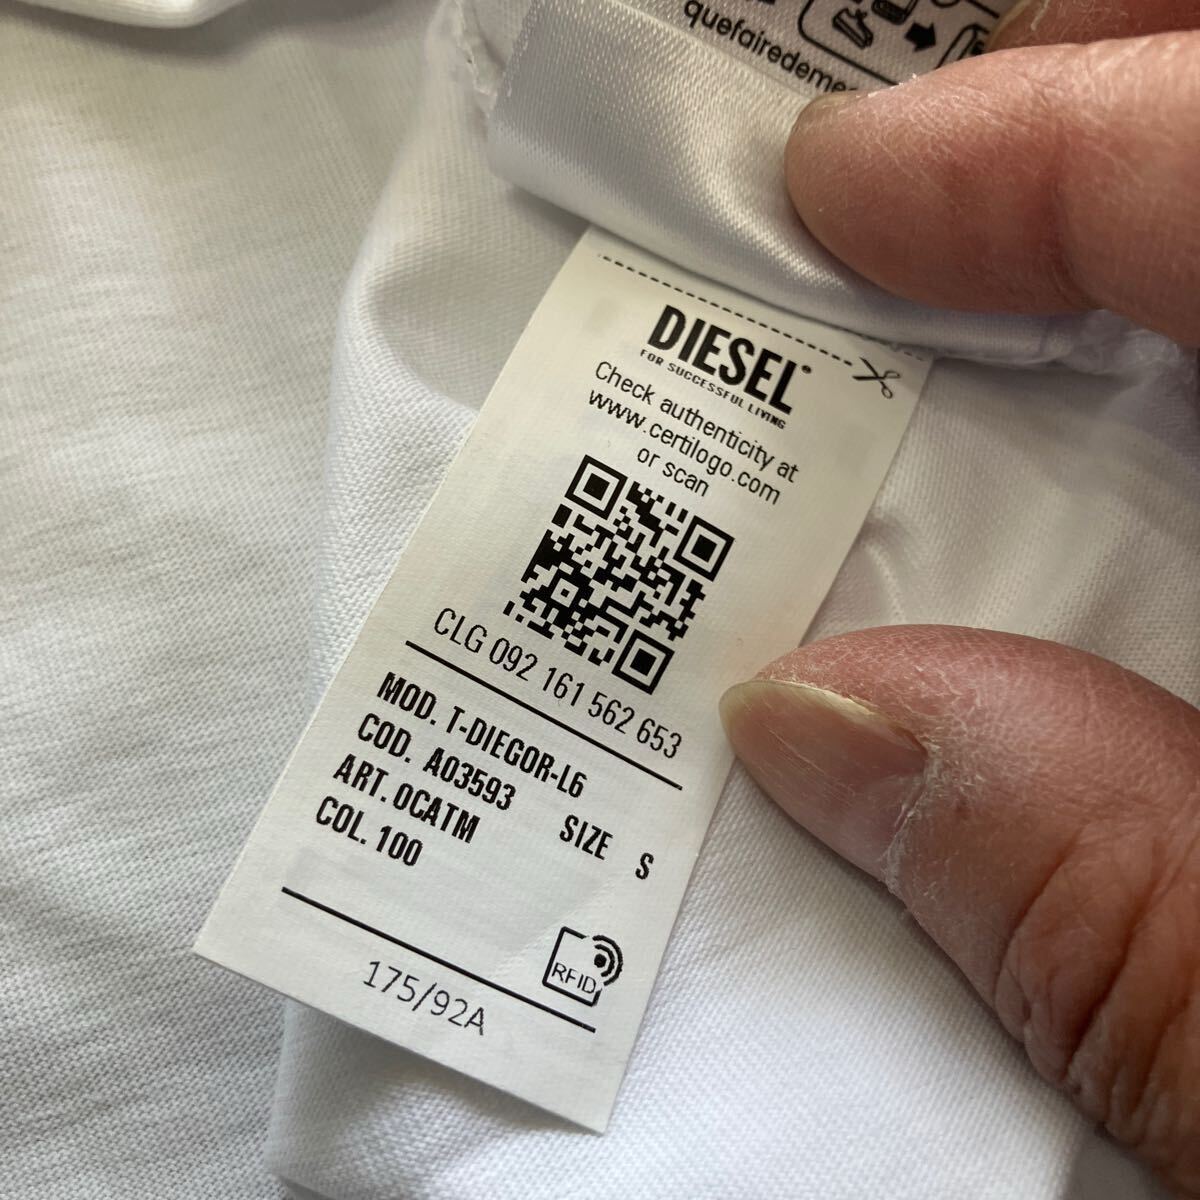 DIESEL
FOR SUCCESSFUL LIVING
Check authenticity at
www.certilogo.com
or scan
CLG 092 161 562 653
MOD. T-DIEGOR-L6
COD. A03593
ART. 0CATM SIZE S
COL. 100
RFID
175/92A